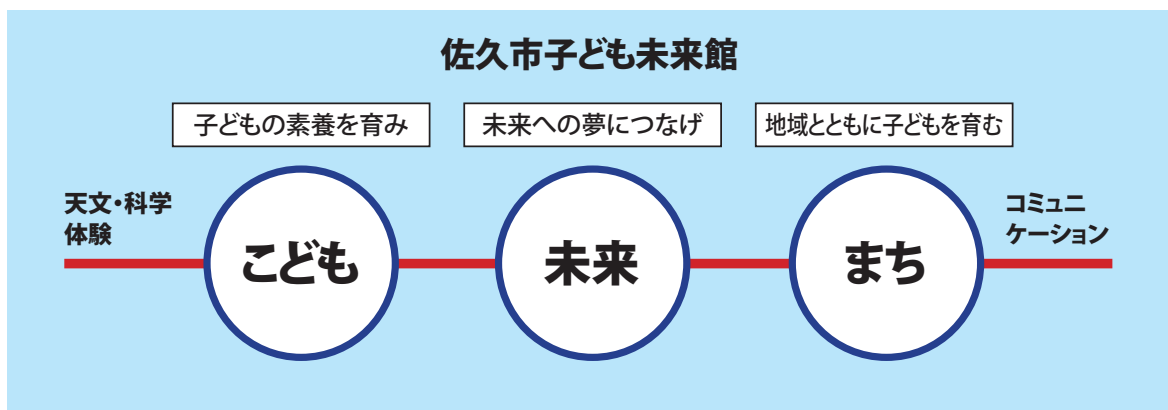 佐久市子ども未来館
子どもの素養を育み
未来への夢につなげ
地域とともに子どもを育む
天文・科学
体験
こども
未来
まち
コミュニ
ケーション